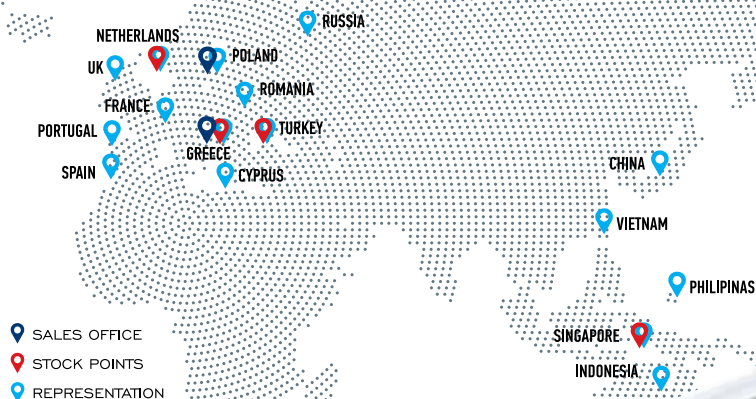 RUSSIA
NETHERLANDS
POLAND
UK
ROMANIA
FRANCE
PORTUGAL
TURKEY
GREECE
SPAIN
CYPRUS
CHINA
VIETNAM
PHILIPINAS
SINGAPORE
INDONESIA
SALES OFFICE
STOCK POINTS
REPRESENTATION